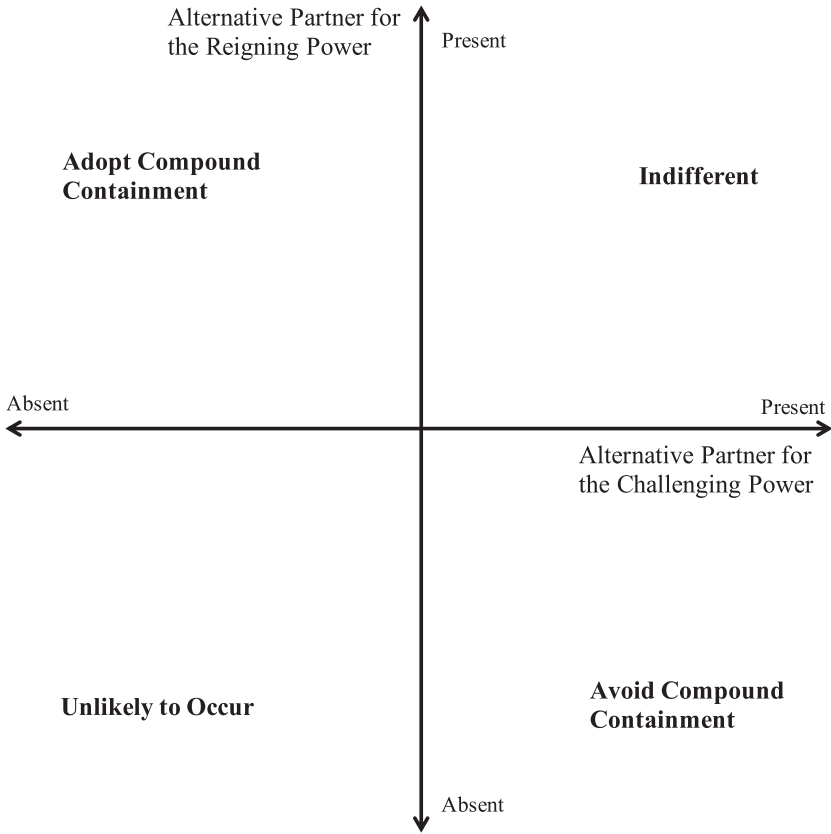 Alternative Partner for
the Reigning Power
Present
Adopt Compound
Containment
Indifferent
Absent
Present
Alternative Partner for
the Challenging Power
Unlikely to Occur
Avoid Compound
Containment
Absent